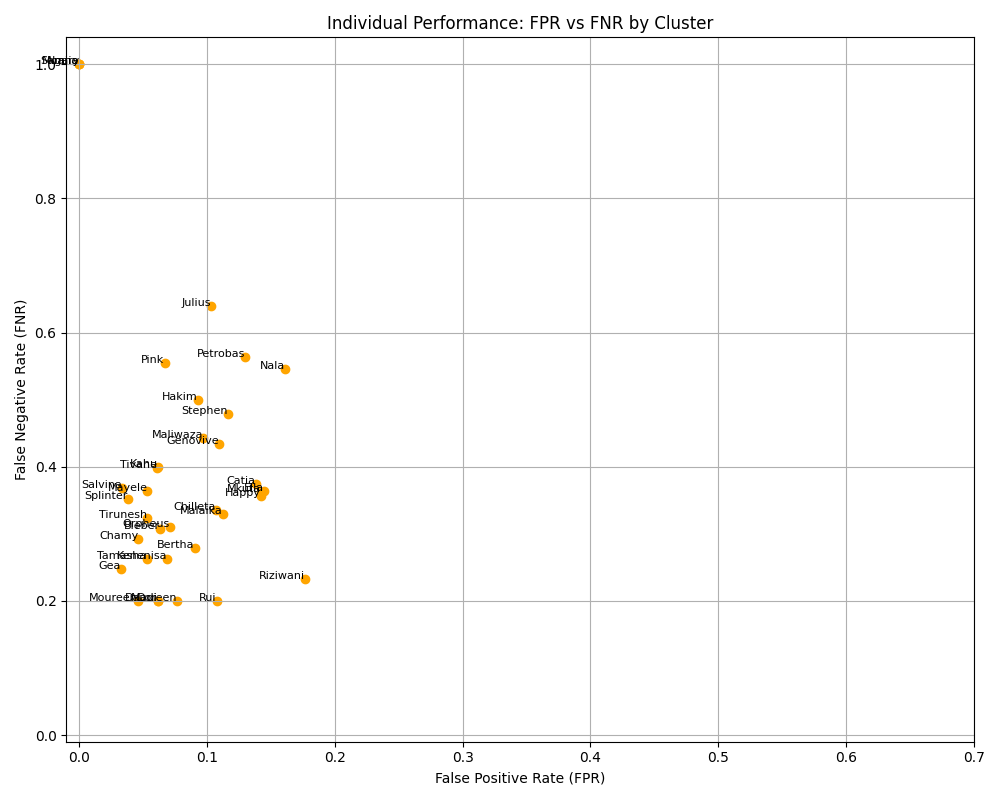 Individual Performance: FPR vs FNR by Cluster
1.0
Julius
Petrobas
Pink
Nala
0.6
Hakim
Stephen
Maliwaza
Genovive
0.8
0.4
Kahu
Tivane
Catia
Salvino
Mayele
Happy
Splinter
Chilleta
Malaika
Tirunesh
Orpheus
Chamy
Bertha
Kenenisa
Gea
Riziwani
Moureen
Doreen
Rui
0.2
0.0
0.0
0.1
0.2
0.3
0.4
0.5
0.6
0.7
False Positive Rate (FPR)
False Negative Rate (FNR)